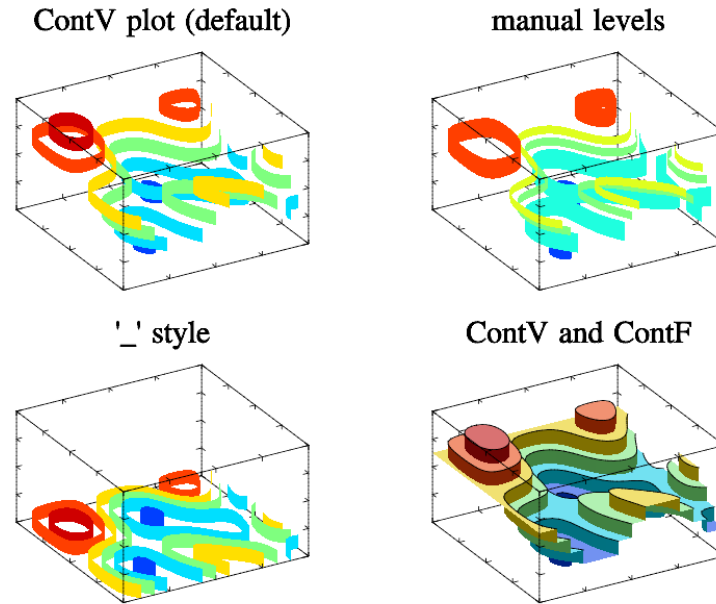 ContV plot (default)
manual levels
'_' style
ContV and ContF